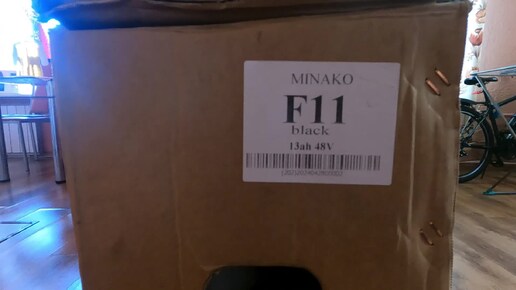 MINAKO
F11
black
13ah 48V